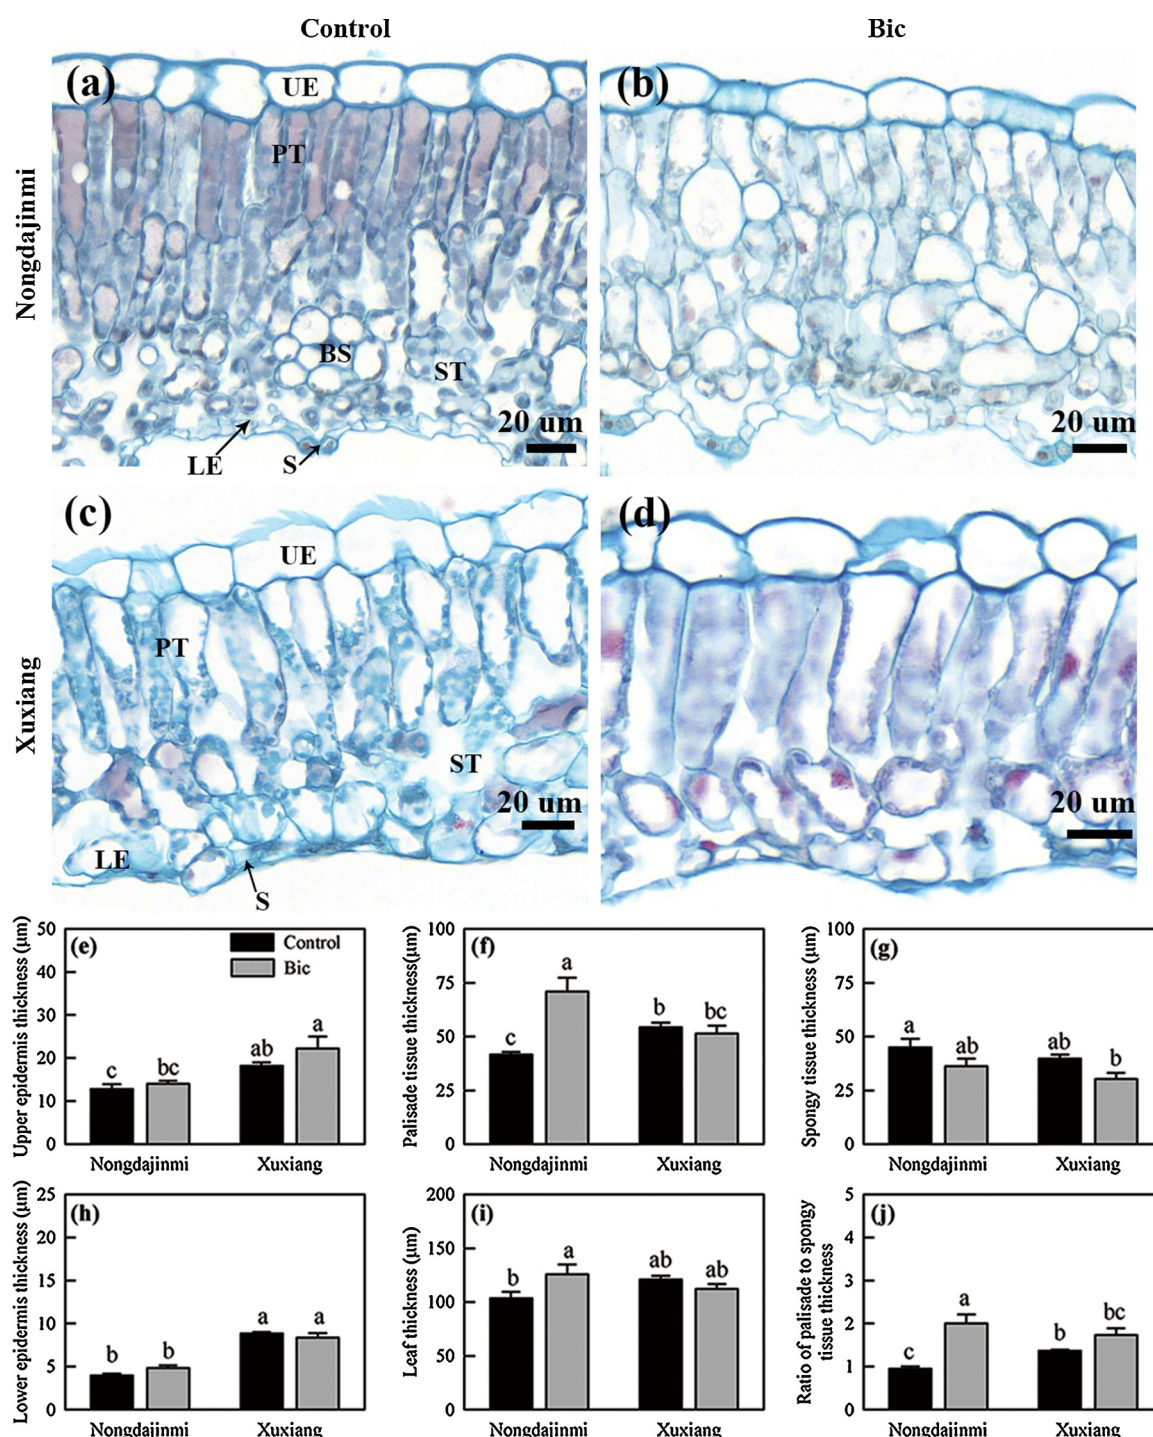 Control
Bic
Nongdajinmi
(a)
UE
PT
BS
ST
LE
S
20 um
(b)
20 um
Xuxiang
(c)
UE
PT
ST
LE
S
20 um
(d)
20 um
Upper epidermis thickness (μm)
50
40
30
20
10
0
(e)
Control
Bic
c
bc
ab
a
Nongdajinmi
Xuxiang
Palisade tissue thickness(μm)
100
75
50
25
0
(f)
c
a
b
bc
Nongdajinmi
Xuxiang
Spongy tissue thickness (μm)
100
75
50
25
0
(g)
a
ab
ab
b
Nongdajinmi
Xuxiang
Lower epidermis thickness (μm)
25
20
15
10
5
0
(h)
b
b
a
a
Nongdajinmi
Xuxiang
Leaf thickness (μm)
200
150
100
50
0
(i)
b
a
ab
ab
Nongdajinmi
Xuxiang
Ratio of palisade to spongy
tissue thickness
5
4
3
2
1
0
(j)
c
a
b
bc
Nongdajinmi
Xuxiang